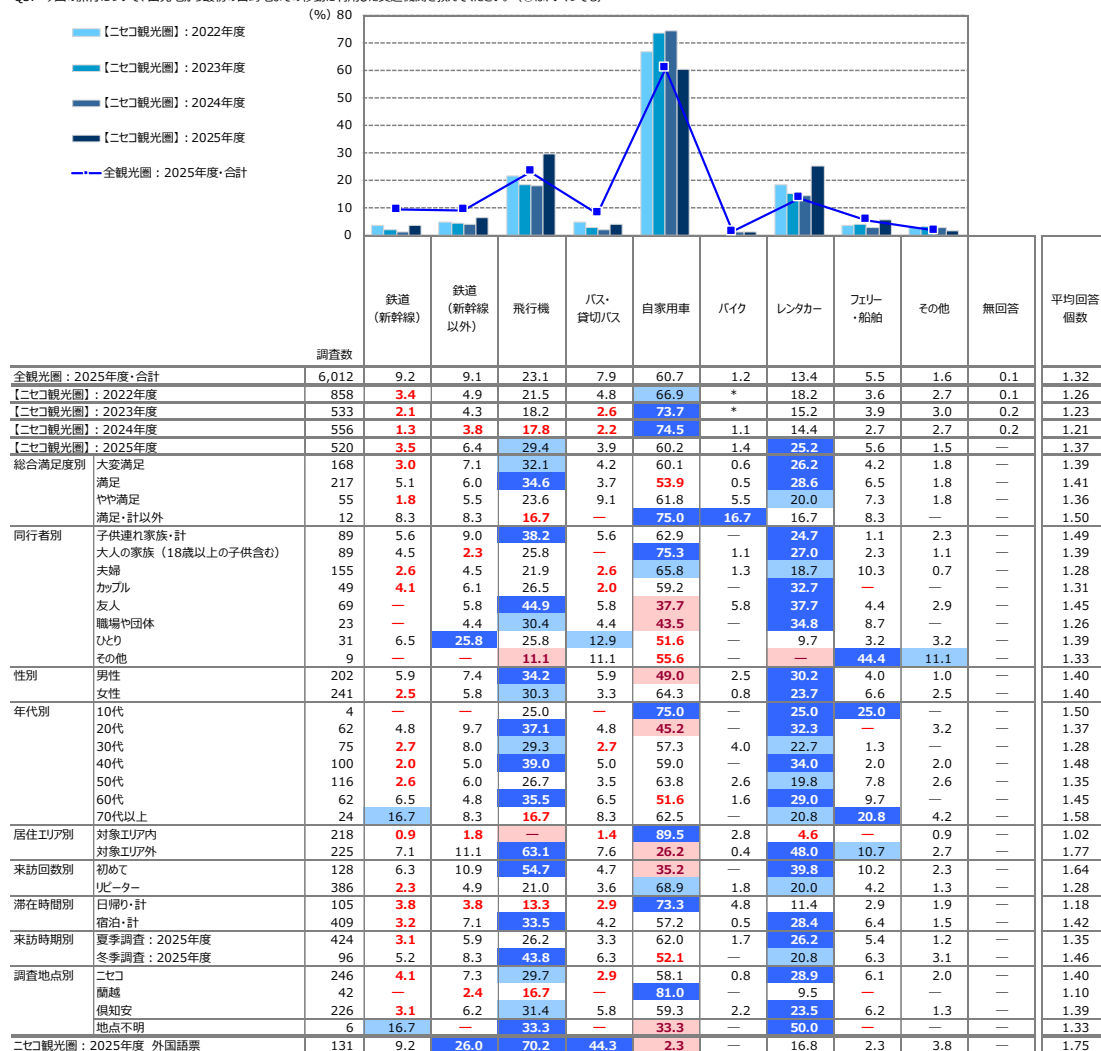 (%) 80
70
60
50
40
30
20
10
0
【ニセコ観光圏】：2022年度
【ニセコ観光圏】：2023年度
【ニセコ観光圏】：2024年度
【ニセコ観光圏】：2025年度
全観光圏：2025年度・合計
調査数 鉄道（新幹線） 鉄道（新幹線以外） 飛行機 バス・貸切バス 自家用車 バイク レンタカー フェリー・船舶 その他 無回答 平均回答個数
全観光圏：2025年度・合計 6,012 9.2 9.1 23.1 7.9 60.7 1.2 13.4 5.5 1.6 0.1 1.32
【ニセコ観光圏】：2022年度 858 3.4 4.9 21.5 4.8 66.9 * 18.2 3.6 2.7 0.1 1.26
【ニセコ観光圏】：2023年度 533 2.1 4.3 18.2 2.6 73.7 * 15.2 3.9 3.0 0.2 1.23
【ニセコ観光圏】：2024年度 556 1.3 3.8 17.8 2.2 74.5 1.1 14.4 2.7 2.7 0.2 1.21
【ニセコ観光圏】：2025年度 520 3.5 6.4 29.4 3.9 60.2 1.4 25.2 5.6 1.5 — 1.37
総合満足度別 大変満足 168 3.0 7.1 32.1 4.2 60.1 0.6 26.2 4.2 1.8 — 1.39
満足 217 5.1 6.0 34.6 3.7 53.9 0.5 28.6 6.5 1.8 — 1.41
やや満足 55 1.8 5.5 23.6 9.1 61.8 5.5 20.0 7.3 1.8 — 1.36
満足・計以外 12 8.3 8.3 16.7 — 75.0 16.7 16.7 8.3 — — 1.50
同行者別 子供連れ家族・計 89 5.6 9.0 38.2 5.6 62.9 — 24.7 1.1 2.3 — 1.49
大人の家族（18歳以上の子供含む） 89 4.5 2.3 25.8 — 75.3 1.1 27.0 2.3 1.1 — 1.39
夫婦 155 2.6 4.5 21.9 2.6 65.8 1.3 18.7 10.3 0.7 — 1.28
カップル 49 4.1 6.1 26.5 2.0 59.2 — 32.7 — — — 1.31
友人 69 — 5.8 44.9 5.8 37.7 5.8 37.7 4.4 2.9 — 1.45
職場や団体 23 — 4.4 30.4 4.4 43.5 — 34.8 8.7 — — 1.26
ひとり 31 6.5 25.8 25.8 12.9 51.6 — 9.7 3.2 3.2 — 1.39
その他 9 — — 11.1 11.1 55.6 — — 44.4 11.1 — 1.33
性別 男性 202 5.9 7.4 34.2 5.9 49.0 2.5 30.2 4.0 1.0 — 1.40
女性 241 2.5 5.8 30.3 3.3 64.3 0.8 23.7 6.6 2.5 — 1.40
年代別 10代 4 — — 25.0 — 75.0 — 25.0 25.0 — — 1.50
20代 62 4.8 9.7 37.1 4.8 45.2 — 32.3 — 3.2 — 1.37
30代 75 2.7 8.0 29.3 2.7 57.3 4.0 22.7 1.3 — — 1.28
40代 100 2.0 5.0 39.0 5.0 59.0 — 34.0 2.0 2.0 — 1.48
50代 116 2.6 6.0 26.7 3.5 63.8 2.6 19.8 7.8 2.6 — 1.35
60代 62 6.5 4.8 35.5 6.5 51.6 1.6 29.0 9.7 — — 1.45
70代以上 24 16.7 8.3 16.7 8.3 62.5 — 20.8 20.8 4.2 — 1.58
居住エリア別 対象エリア内 218 0.9 1.8 — 1.4 89.5 2.8 4.6 — 0.9 — 1.02
対象エリア外 225 7.1 11.1 63.1 7.6 26.2 0.4 48.0 10.7 2.7 — 1.77
来訪回数別 初めて 128 6.3 10.9 54.7 4.7 35.2 — 39.8 10.2 2.3 — 1.64
リピーター 386 2.3 4.9 21.0 3.6 68.9 1.8 20.0 4.2 1.3 — 1.28
滞在時間別 日帰り・計 105 3.8 3.8 13.3 2.9 73.3 4.8 11.4 2.9 1.9 — 1.18
宿泊・計 409 3.2 7.1 33.5 4.2 57.2 0.5 28.4 6.4 1.5 — 1.42
来訪時期別 夏季調査：2025年度 424 3.1 5.9 26.2 3.3 62.0 1.7 26.2 5.4 1.2 — 1.35
冬季調査：2025年度 96 5.2 8.3 43.8 6.3 52.1 — 20.8 6.3 3.1 — 1.46
調査地点別 ニセコ 246 4.1 7.3 29.7 2.9 58.1 0.8 28.9 6.1 2.0 — 1.40
蘭越 42 — 2.4 16.7 — 81.0 — 9.5 — — — 1.10
倶知安 226 3.1 6.2 31.4 5.8 59.3 2.2 23.5 6.2 1.3 — 1.39
地点不明 6 16.7 — 33.3 — 33.3 — 50.0 — — — 1.33
ニセコ観光圏：2025年度 外国語票 131 9.2 26.0 70.2 44.3 2.3 — 16.8 2.3 3.8 — 1.75